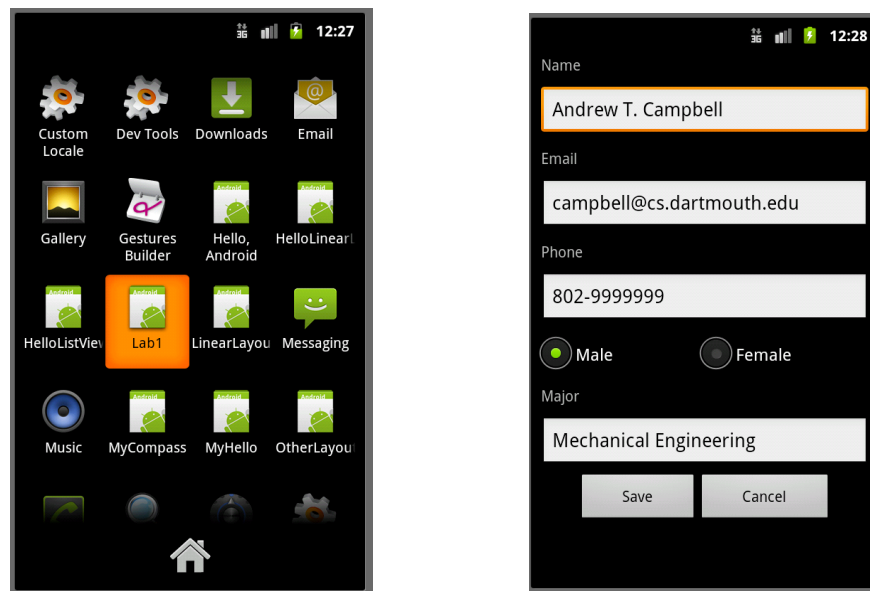 3G 12:27
Custom Locale
Dev Tools
Downloads
Email
Gallery
Gestures Builder
Hello, Android
HelloLinearL
HelloListView
Lab1
LinearLayou
Messaging
Music
MyCompass
MyHello
OtherLayou
3G 12:28
Name
Andrew T. Campbell
Email
campbell@cs.dartmouth.edu
Phone
802-9999999
Male Female
Major
Mechanical Engineering
Save Cancel